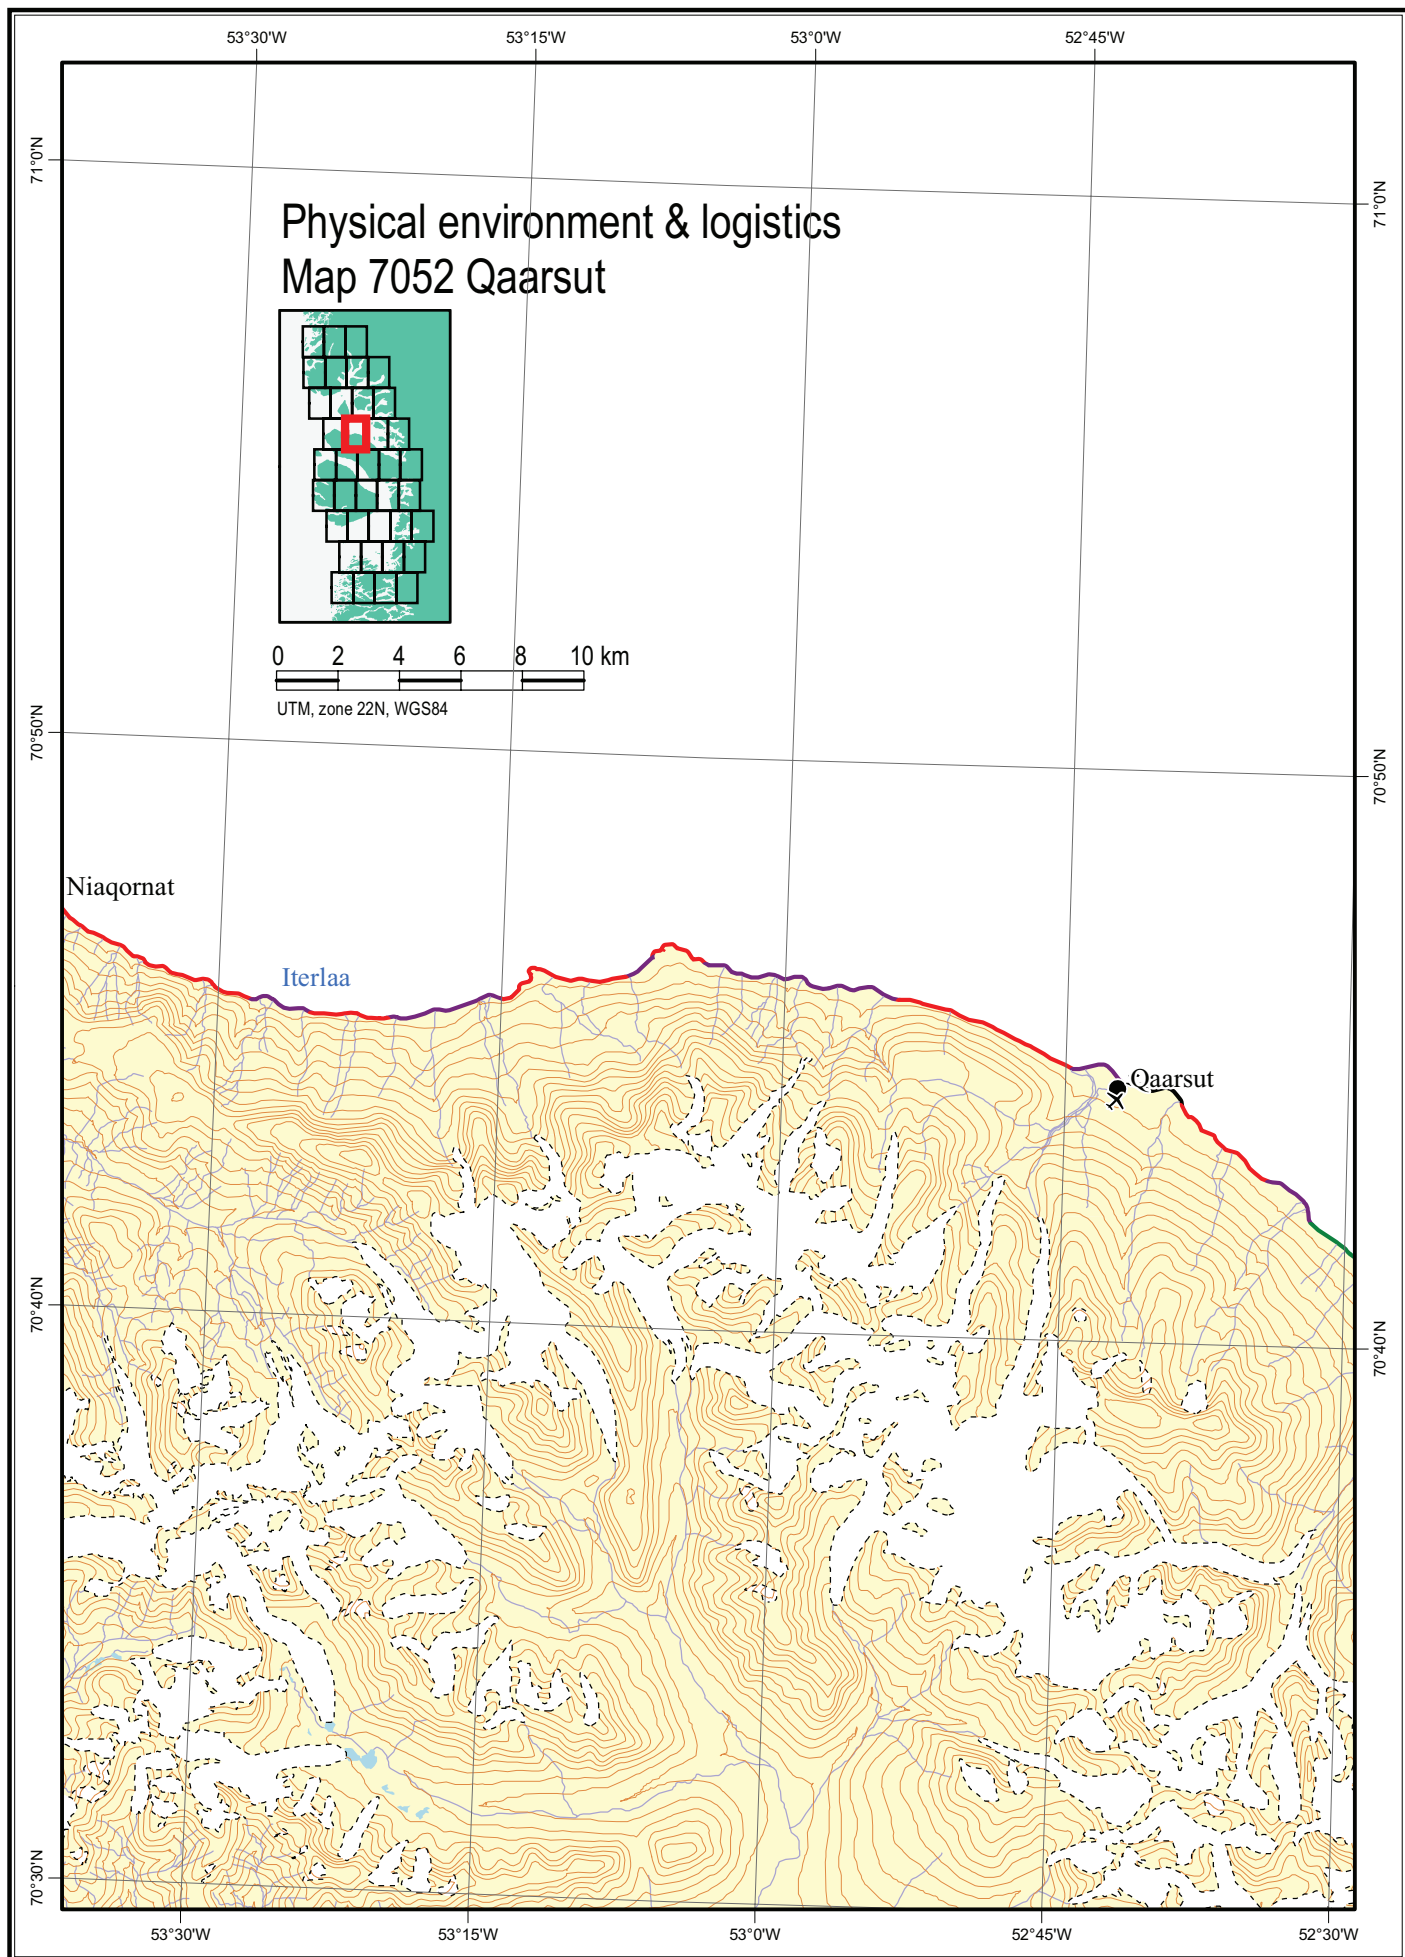 53°30'W 53°15'W 53°0'W 52°45'W
71°0'N
71°0'N
Physical environment & logistics
Map 7052 Qaarsut
0 2 4 6 8 10 km
UTM, zone 22N, WGS84
70°50'N
70°50'N
Niaqornat
Iterlaa
Qaarsut
70°40'N
70°40'N
70°30'N
53°30'W 53°15'W 53°0'W 52°45'W 52°30'W